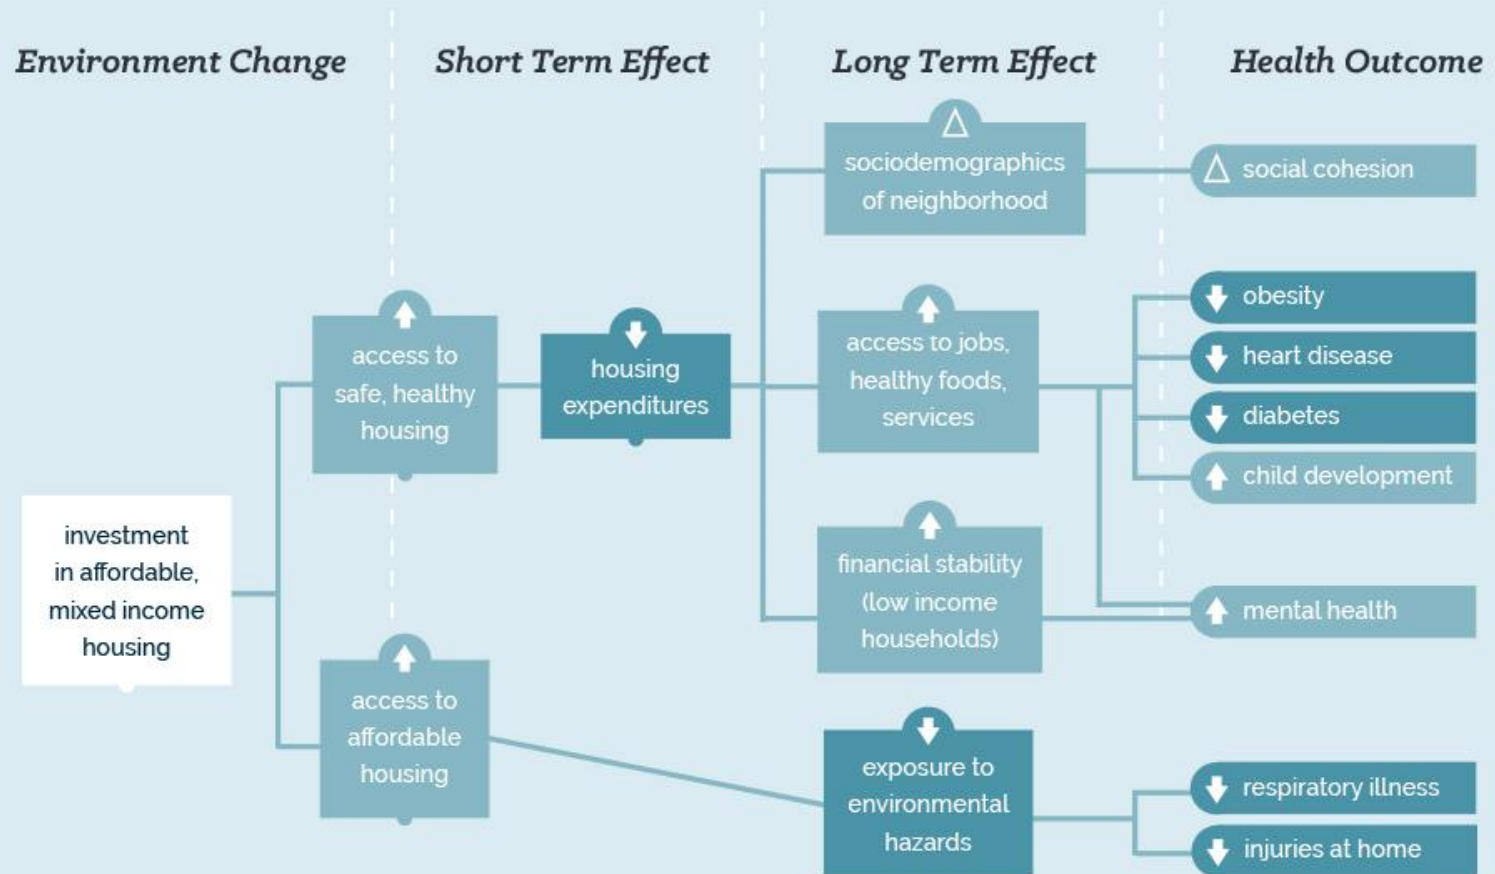 Environment Change
Short Term Effect
Long Term Effect
Health Outcome
investment
in affordable,
mixed income
housing
access to
safe, healthy
housing
access to
affordable
housing
housing
expenditures
sociodemographics
of neighborhood
access to jobs,
healthy foods,
services
financial stability
(low income
households)
exposure to
environmental
hazards
social cohesion
obesity
heart disease
diabetes
child development
mental health
respiratory illness
injuries at home